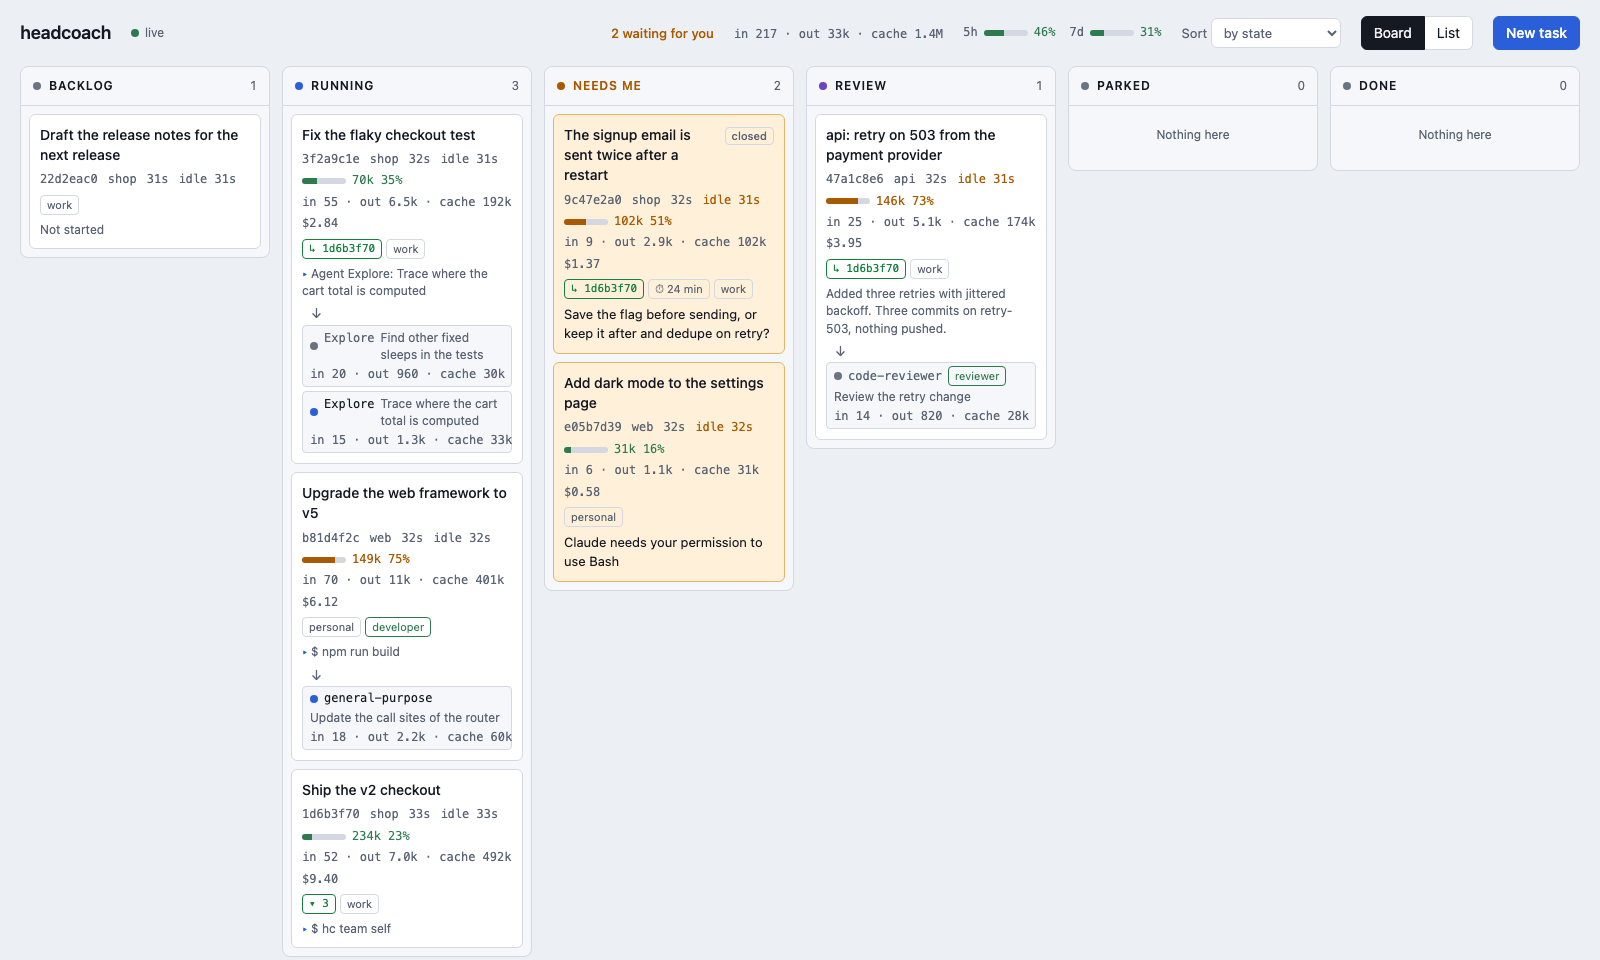 headcoach
live
2 waiting for you
in 217 · out 33k · cache 1.4M
5h 46% 7d 31%
Sort by state
Board List
New task
BACKLOG 1
Draft the release notes for the
next release
22d2eac0 shop 31s idle 31s
work
Not started
RUNNING 3
Fix the flaky checkout test
3f2a9c1e shop 32s idle 31s
70k 35%
in 55 · out 6.5k · cache 192k
$2.84
↳ 1d6b3f70 work
▸ Agent Explore: Trace where the
cart total is computed
↓
Explore Find other fixed
sleeps in the tests
in 20 · out 960 · cache 30k
Explore Trace where the cart
total is computed
in 15 · out 1.3k · cache 33k
Upgrade the web framework to
v5
b81d4f2c web 32s idle 32s
149k 75%
in 70 · out 11k · cache 401k
$6.12
personal developer
▸ $ npm run build
↓
general-purpose
Update the call sites of the router
in 18 · out 2.2k · cache 60k
Ship the v2 checkout
1d6b3f70 shop 33s idle 33s
234k 23%
in 52 · out 7.0k · cache 492k
$9.40
▾ 3 work
▸ $ hc team self
NEEDS ME 2
The signup email is
sent twice after a
restart
closed
9c47e2a0 shop 32s idle 31s
102k 51%
in 9 · out 2.9k · cache 102k
$1.37
↳ 1d6b3f70 ⏱ 24 min work
Save the flag before sending, or
keep it after and dedupe on retry?
Add dark mode to the settings
page
e05b7d39 web 32s idle 32s
31k 16%
in 6 · out 1.1k · cache 31k
$0.58
personal
Claude needs your permission to
use Bash
REVIEW 1
api: retry on 503 from the
payment provider
47a1c8e6 api 32s idle 31s
146k 73%
in 25 · out 5.1k · cache 174k
$3.95
↳ 1d6b3f70 work
Added three retries with jittered
backoff. Three commits on retry-
503, nothing pushed.
↓
code-reviewer reviewer
Review the retry change
in 14 · out 820 · cache 28k
PARKED 0
Nothing here
DONE 0
Nothing here